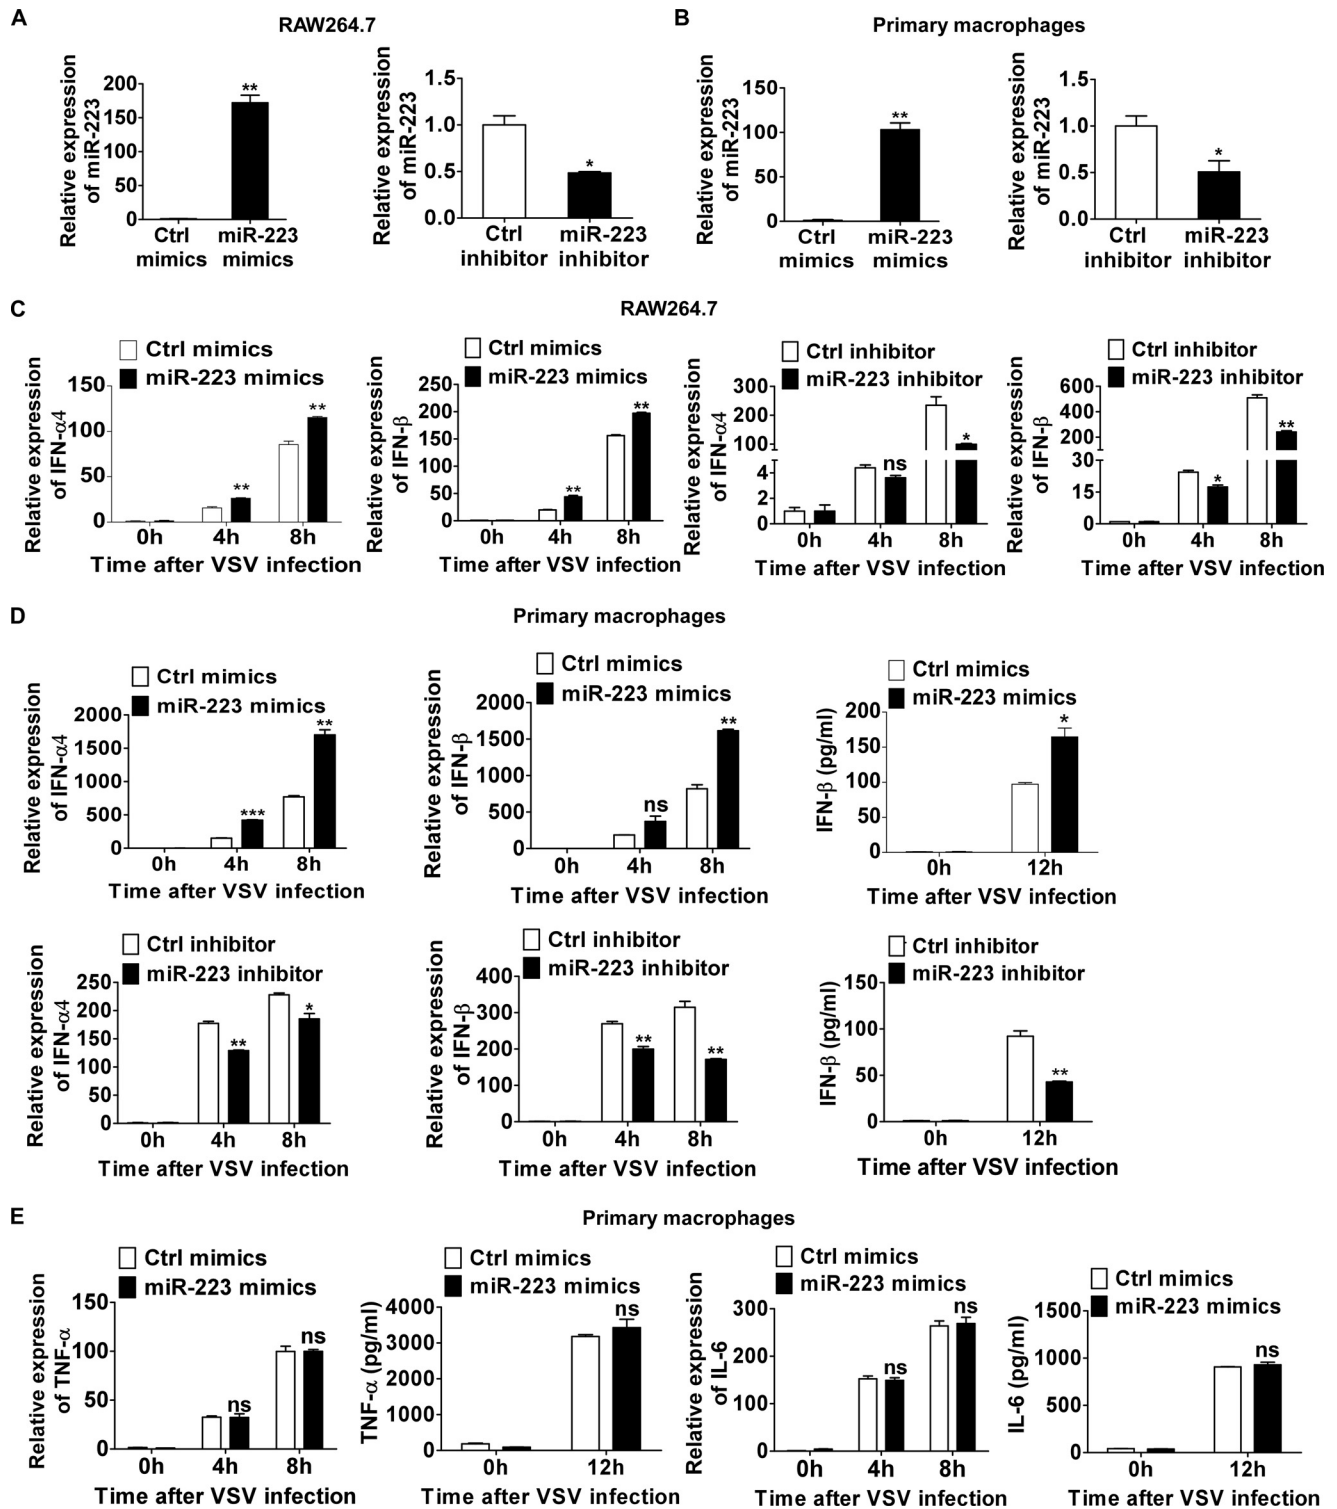 A
RAW264.7
Relative expression
of miR-223
200
150
100
50
0
**
Ctrl
mimics
miR-223
mimics
Relative expression
of miR-223
1.5
1.0
0.5
0.0
*
Ctrl
inhibitor
miR-223
inhibitor
B
Primary macrophages
Relative expression
of miR-223
150
100
50
0
**
Ctrl
mimics
miR-223
mimics
Relative expression
of miR-223
1.5
1.0
0.5
0.0
*
Ctrl
inhibitor
miR-223
inhibitor
C
RAW264.7
Ctrl mimics
miR-223 mimics
Relative expression
of IFN-α4
150
100
50
0
**
**
0h 4h 8h
Time after VSV infection
Ctrl mimics
miR-223 mimics
Relative expression
of IFN-β
250
200
150
100
50
0
**
**
0h 4h 8h
Time after VSV infection
Ctrl inhibitor
miR-223 inhibitor
Relative expression
of IFN-α4
300
200
100
4
2
0
ns
*
0h 4h 8h
Time after VSV infection
Ctrl inhibitor
miR-223 inhibitor
Relative expression
of IFN-β
600
400
200
30
15
0
*
**
0h 4h 8h
Time after VSV infection
D
Primary macrophages
Ctrl mimics
miR-223 mimics
Relative expression
of IFN-α4
2000
1500
1000
500
0
***
**
0h 4h 8h
Time after VSV infection
Ctrl mimics
miR-223 mimics
Relative expression
of IFN-β
2000
1500
1000
500
0
ns
**
0h 4h 8h
Time after VSV infection
Ctrl mimics
miR-223 mimics
IFN-β (pg/ml)
200
150
100
50
0
*
0h 12h
Time after VSV infection
Ctrl inhibitor
miR-223 inhibitor
Relative expression
of IFN-α4
250
200
150
100
50
0
**
*
0h 4h 8h
Time after VSV infection
Ctrl inhibitor
miR-223 inhibitor
Relative expression
of IFN-β
400
300
200
100
0
**
**
0h 4h 8h
Time after VSV infection
Ctrl inhibitor
miR-223 inhibitor
IFN-β (pg/ml)
150
100
50
0
**
0h 12h
Time after VSV infection
E
Primary macrophages
Ctrl mimics
miR-223 mimics
Relative expression
of TNF-α
150
100
50
0
ns
ns
0h 4h 8h
Time after VSV infection
Ctrl mimics
miR-223 mimics
TNF-α (pg/ml)
4000
3000
2000
1000
0
ns
0h 12h
Time after VSV infection
Ctrl mimics
miR-223 mimics
Relative expression
of IL-6
300
200
100
0
ns
ns
0h 4h 8h
Time after VSV infection
Ctrl mimics
miR-223 mimics
IL-6 (pg/ml)
1500
1000
500
0
ns
0h 12h
Time after VSV infection